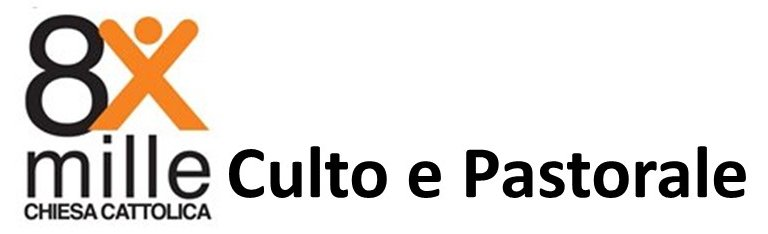 8X
mille
CHIESA CATTOLICA
Culto e Pastorale